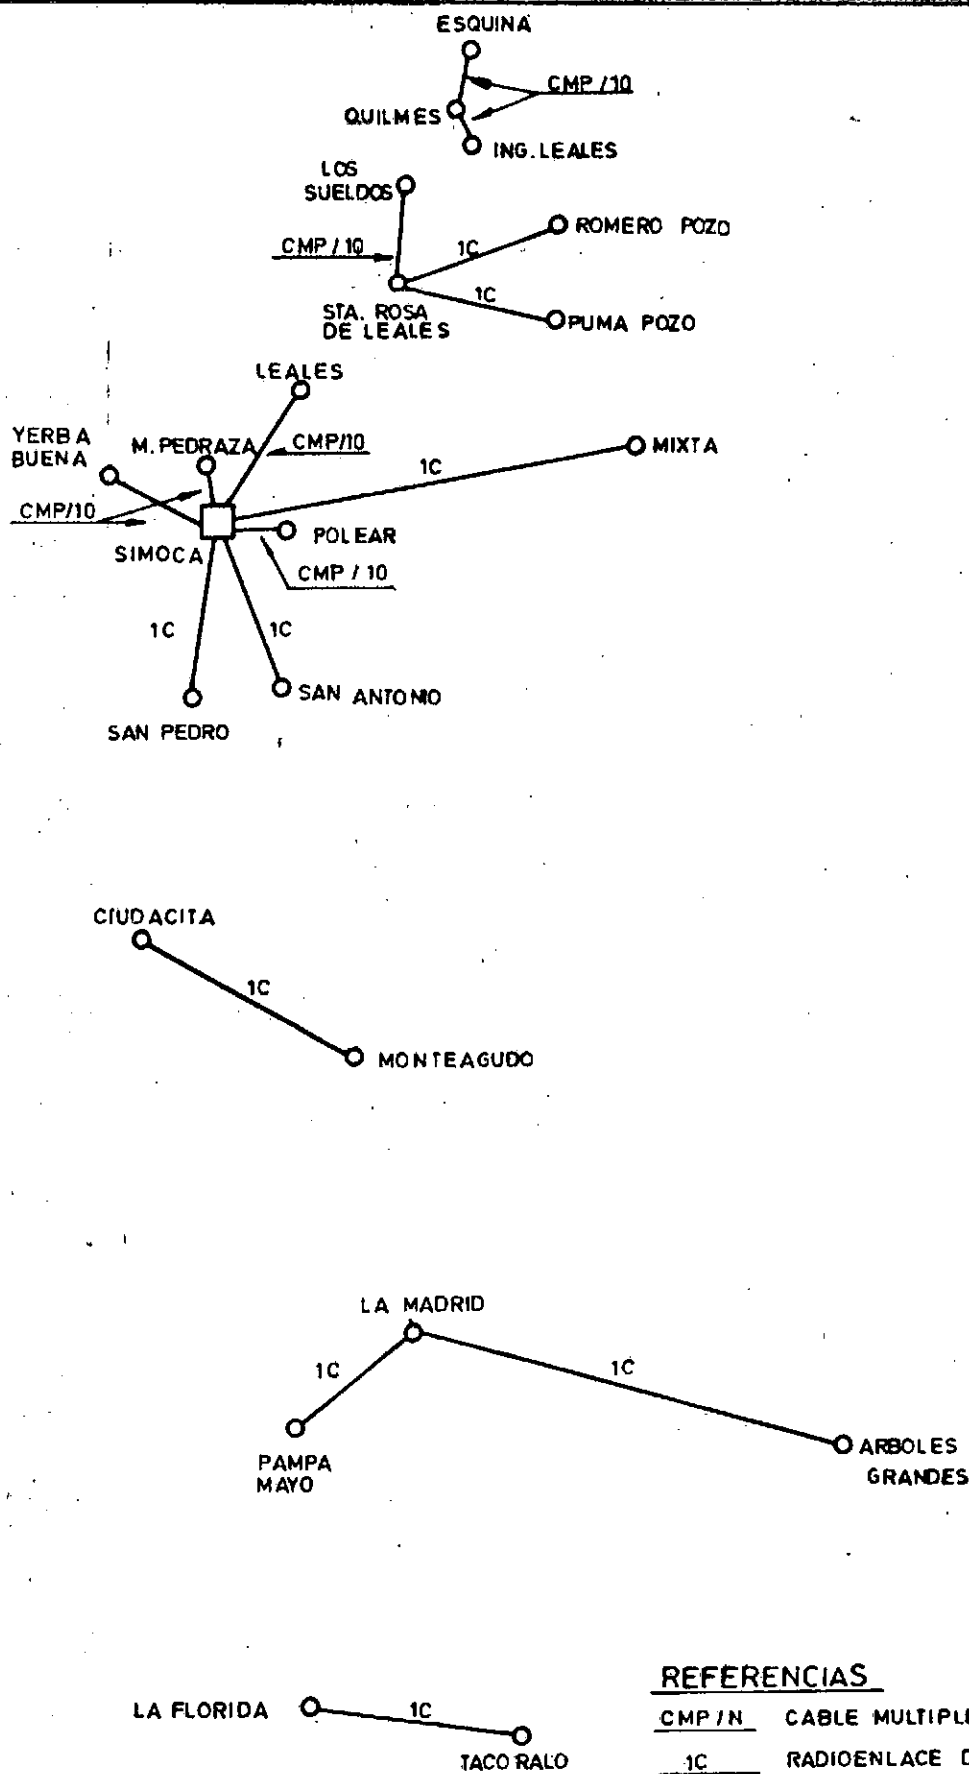 ESQUINA
CMP / 10
QUILMES
ING. LEALES
LOS
SUELDOS
ROMERO POZO
CMP / 10
1C
1C
STA. ROSA
DE LEALES
PUMA POZO
LEALES
YERBA
BUENA
M. PEDRAZA
CMP/10
MIXTA
1C
CMP/10
POLEAR
SIMOCA
CMP / 10
1C
1C
SAN ANTONIO
SAN PEDRO
CIUDACITA
1C
MONTEAGUDO
LA MADRID
1C
1C
ARBOLES
GRANDES
PAMPA
MAYO
REFERENCIAS
LA FLORIDA
1C
CMP / N CABLE MULTIPLE
TACO RALO
1C RADIOENLACE D